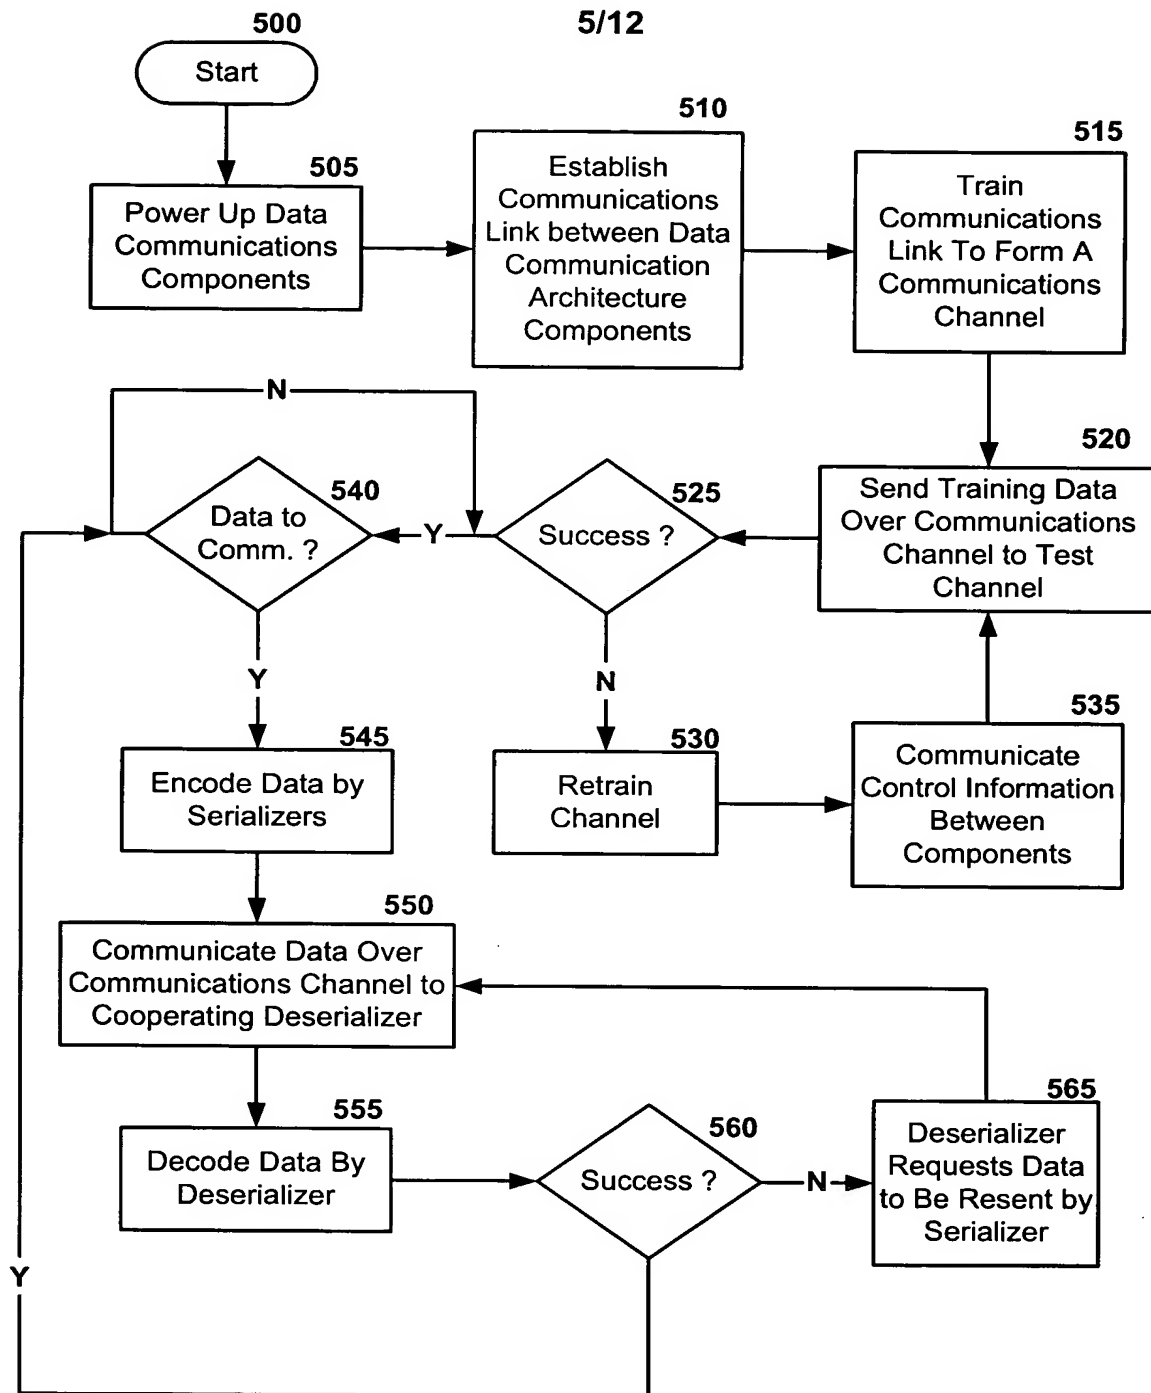 500
5/12
Start
505
Power Up Data
Communications
Components
510
Establish
Communications
Link between Data
Communication
Architecture
Components
515
Train
Communications
Link To Form A
Communications
Channel
520
Send Training Data
Over Communications
Channel to Test
Channel
525
Success ?
Y
N
530
Retrain
Channel
535
Communicate
Control Information
Between
Components
540
Data to
Comm. ?
N
Y
545
Encode Data by
Serializers
550
Communicate Data Over
Communications Channel to
Cooperating Deserializer
555
Decode Data By
Deserializer
560
Success ?
N
565
Deserializer
Requests Data
to Be Resent by
Serializer
Y